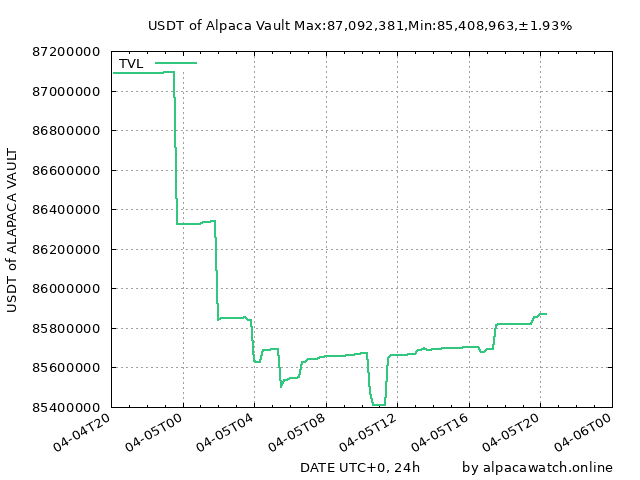 USDT of Alpaca Vault Max:87,092,381,Min:85,408,963,±1.93%
TVL
87200000
87000000
86800000
86600000
86400000
86200000
86000000
85800000
85600000
85400000
USDT of ALAPACA VAULT
04-04T20
04-05T00
04-05T04
04-05T08
04-05T12
04-05T16
04-05T20
04-06T00
DATE UTC+0, 24h
by alpacawatch.online